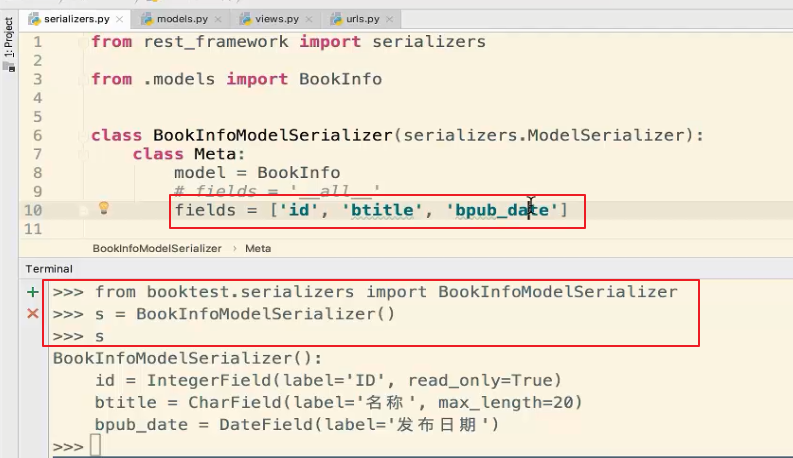 serializers.py × models.py × views.py × urls.py ×
1: Project
1 from rest_framework import serializers
2
3 from .models import BookInfo
4
5
6 class BookInfoModelSerializer(serializers.ModelSerializer):
7     class Meta:
8         model = BookInfo
9         # fields = '__all__'
10         fields = ['id', 'btitle', 'bpub_date']
11
BookInfoModelSerializer › Meta
Terminal
>>> from booktest.serializers import BookInfoModelSerializer
>>> s = BookInfoModelSerializer()
>>> s
BookInfoModelSerializer():
    id = IntegerField(label='ID', read_only=True)
    btitle = CharField(label='名称', max_length=20)
    bpub_date = DateField(label='发布日期')
>>>